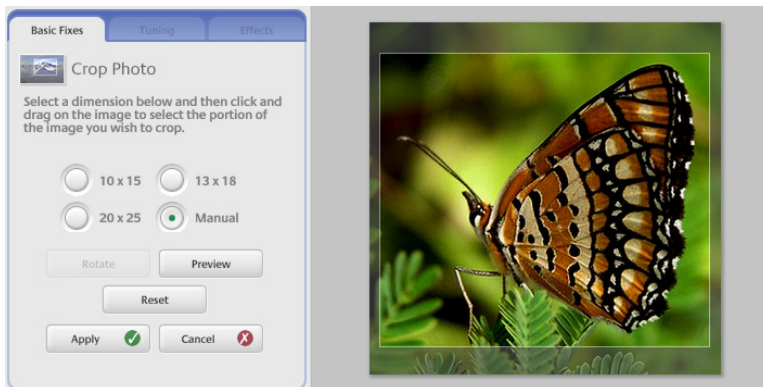 Basic Fixes Tuning Effects
Crop Photo
Select a dimension below and then click and
drag on the image to select the portion of
the image you wish to crop.
10 x 15 13 x 18
20 x 25 Manual
Rotate Preview
Reset
Apply Cancel